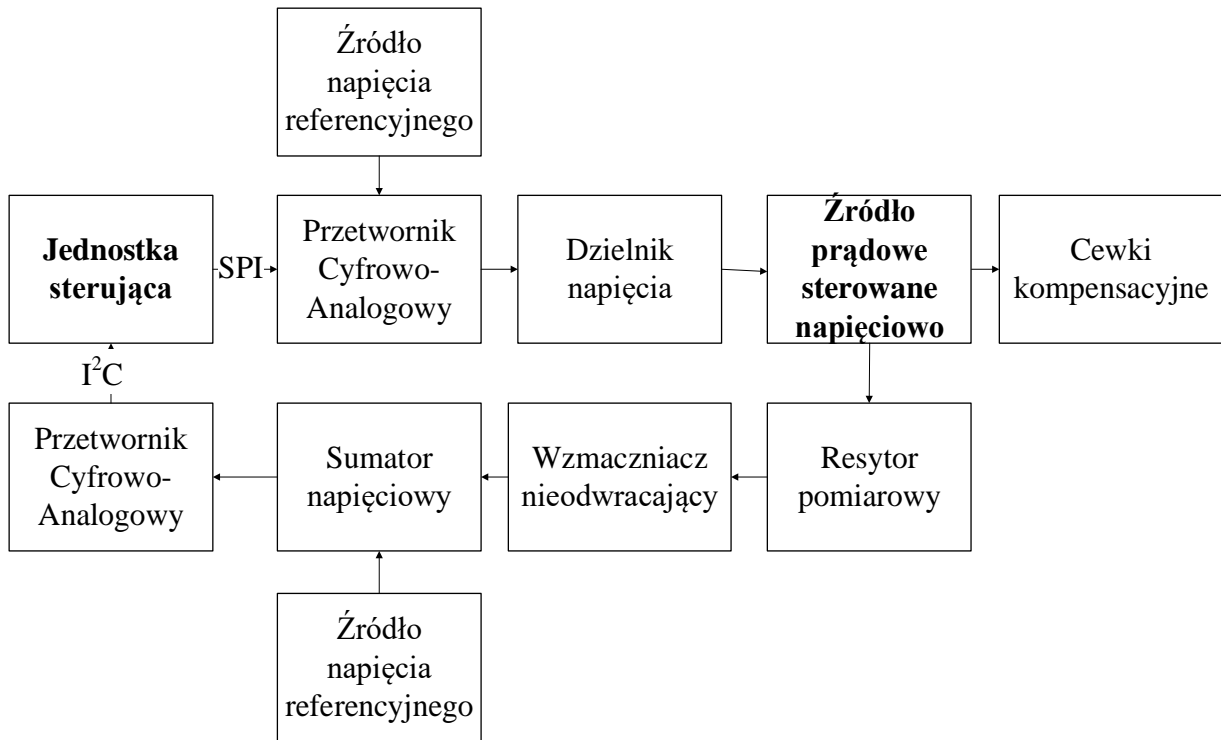 Źródło
napięcia
referencyjnego
Jednostka
sterująca
SPI
Przetwornik
Cyfrowo-
Analogowy
Dzielnik
napięcia
Źródło
prądowe
sterowane
napięciowo
Cewki
kompensacyjne
I²C
Przetwornik
Cyfrowo-
Analogowy
Sumator
napięciowy
Wzmaczniacz
nieodwracający
Resytor
pomiarowy
Źródło
napięcia
referencyjnego